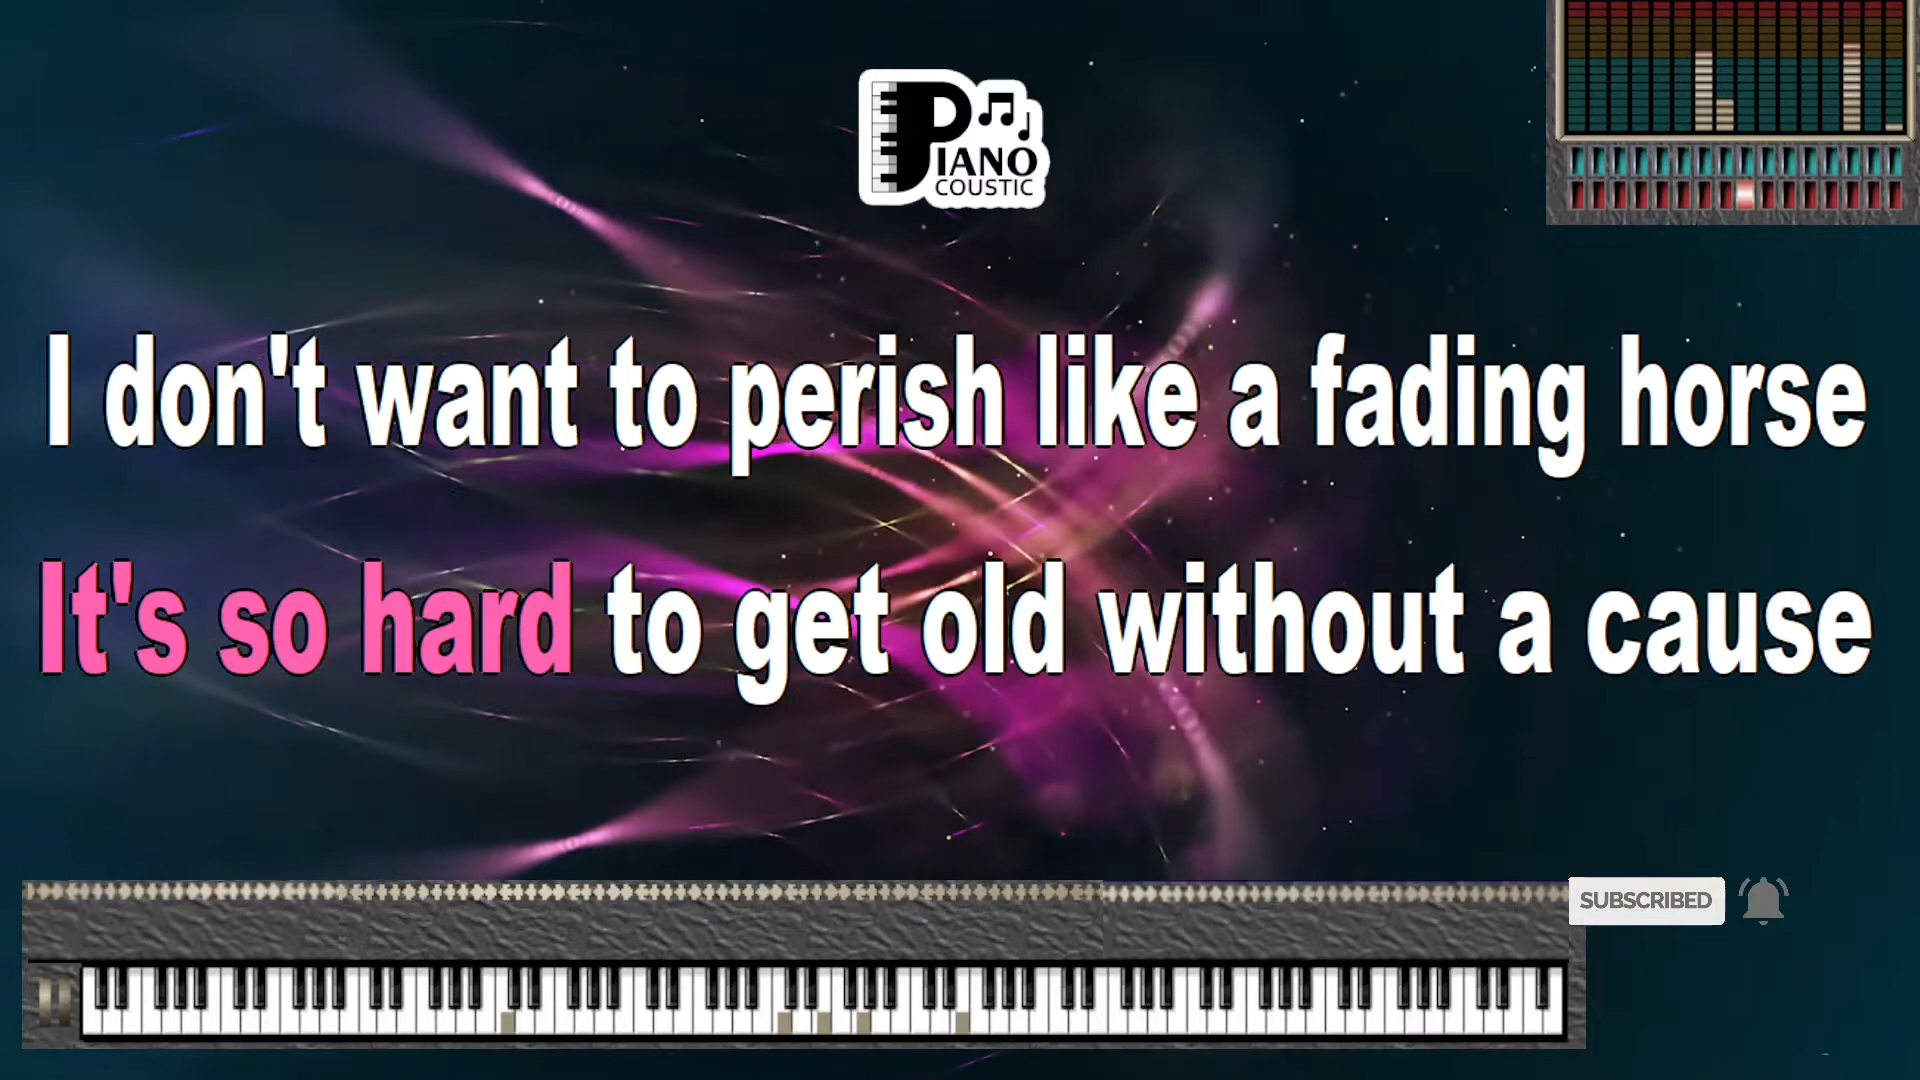 PIANO
COUSTIC
I don't want to perish like a fading horse
It's so hard to get old without a cause
SUBSCRIBED